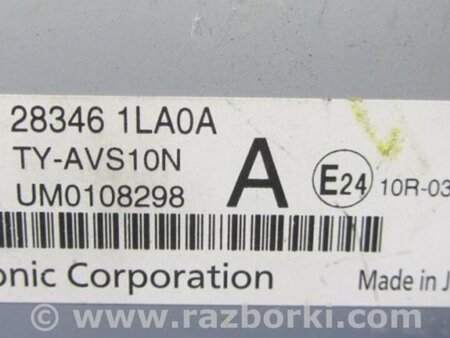 28346 1LA0A
TY-AVS10N
UM0108298
A
E24
10R-03
onic Corporation
Made in J
© www.razborki.com